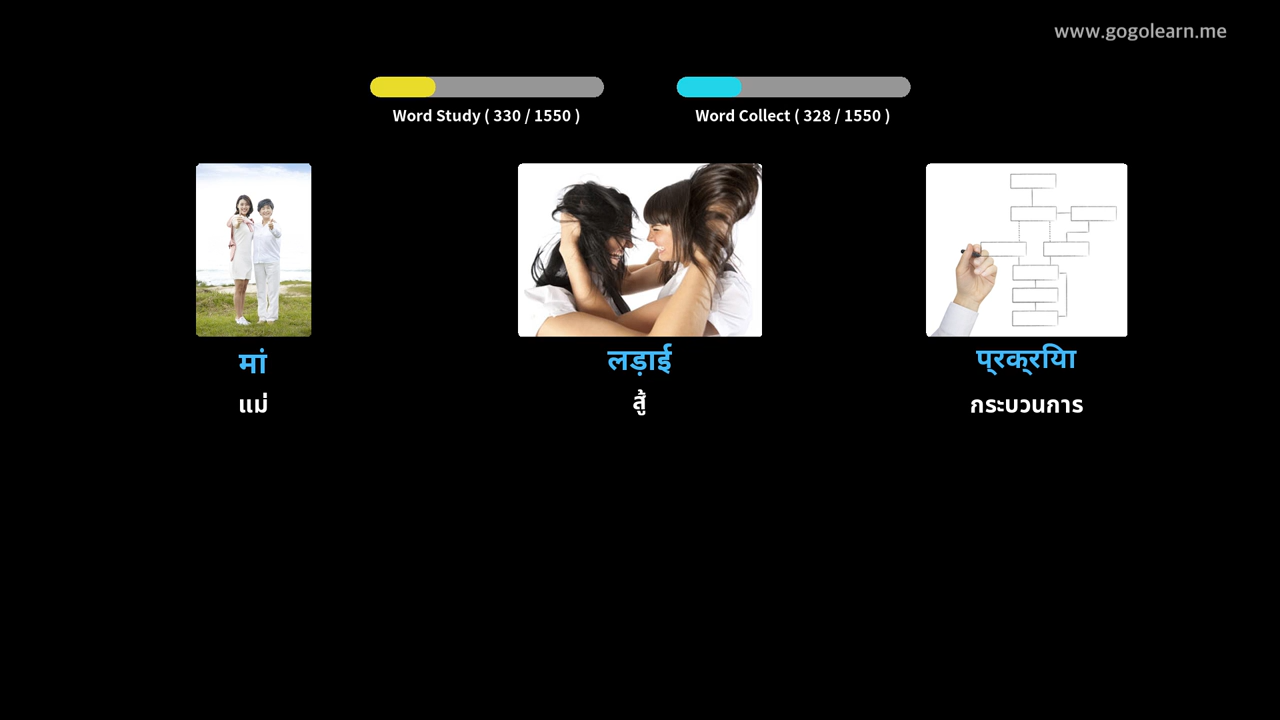 www.gogolearn.me
Word Study ( 330 / 1550 )
Word Collect ( 328 / 1550 )
मां
लड़ाई
प्रक्रिया
แม่
สู้
กระบวนการ